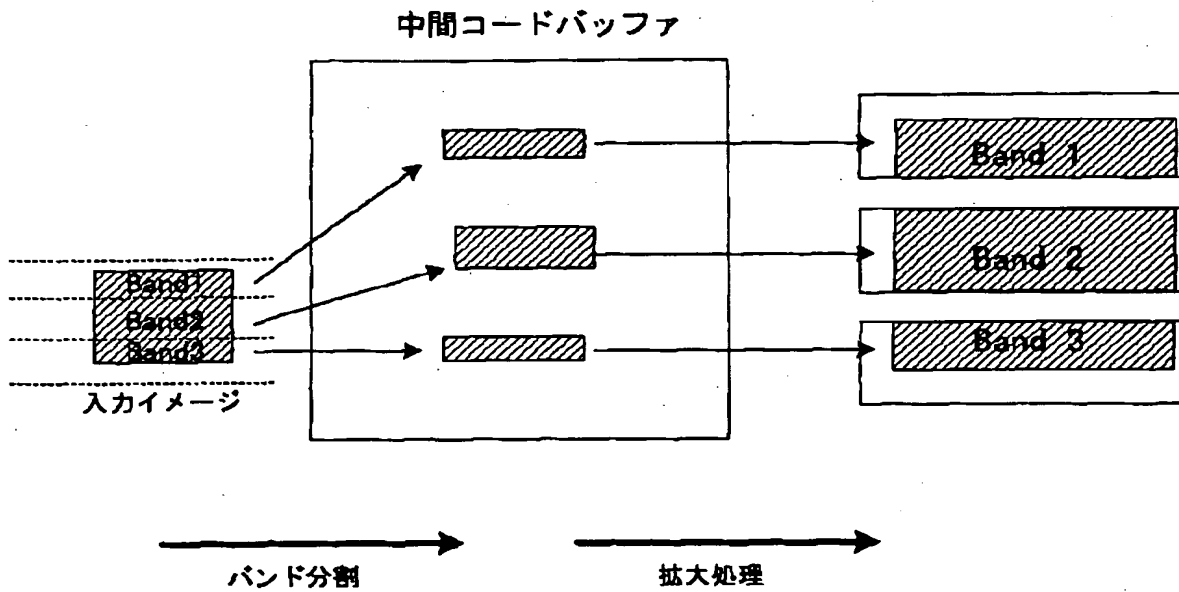 中間コードバッファ
Band1
Band2
Band3
入力イメージ
Band 1
Band 2
Band 3
バンド分割
拡大処理